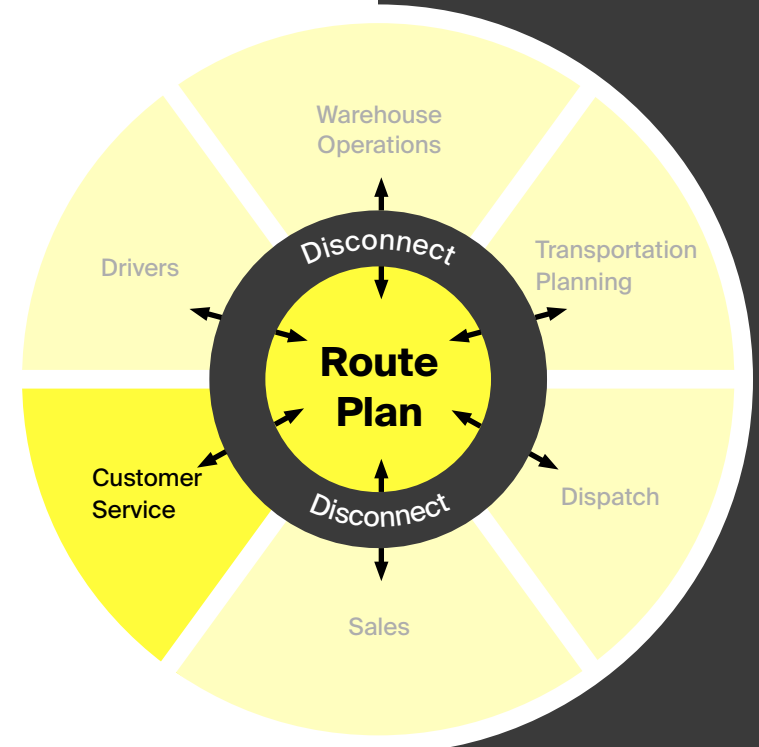 Warehouse
Operations
Disconnect
Transportation
Planning
Drivers
Route
Plan
Customer
Service
Dispatch
Disconnect
Sales